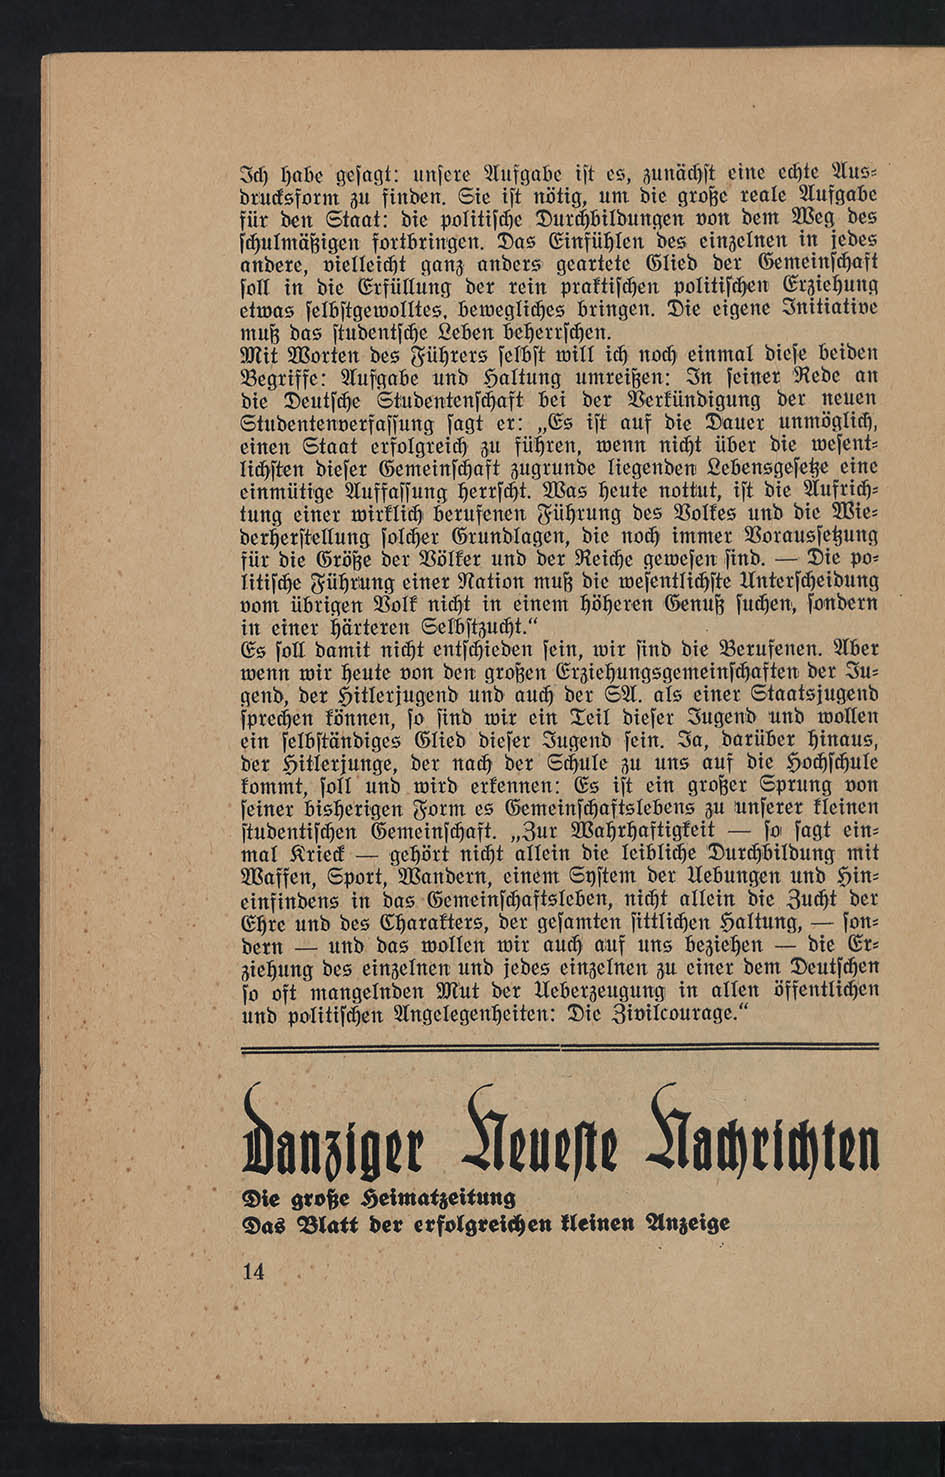 Ich habe gesagt: unsere Aufgabe ist es, zunächst eine echte Aus-
drucksform zu finden. Sie ist nötig, um die große reale Aufgabe
für den Staat: die politische Durchbildungen von dem Weg des
schulmäßigen fortbringen. Das Einfühlen des einzelnen in jedes
andere, vielleicht ganz anders geartete Glied der Gemeinschaft
soll in die Erfüllung der rein praktischen politischen Erziehung
etwas selbstgewolltes, bewegliches bringen. Die eigene Initiative
muß das studentsche Leben beherrschen.
Mit Worten des Führers selbst will ich noch einmal diese beiden
Begriffe: Aufgabe und Haltung umreißen: In seiner Rede an
die Deutsche Studentenschaft bei der Verkündigung der neuen
Studentenverfassung sagt er: „Es ist auf die Dauer unmöglich,
einen Staat erfolgreich zu führen, wenn nicht über die wesent-
lichsten dieser Gemeinschaft zugrunde liegenden Lebensgesetze eine
einmütige Auffassung herrscht. Was heute nottut, ist die Aufrich-
tung einer wirklich berufenen Führung des Volkes und die Wie-
derherstellung solcher Grundlagen, die noch immer Voraussetzung
für die Größe der Völker und der Reiche gewesen sind. — Die po-
litische Führung einer Nation muß die wesentlichste Unterscheidung
vom übrigen Volk nicht in einem höheren Genuß suchen, sondern
in einer härteren Selbstzucht.“
Es soll damit nicht entschieden sein, wir sind die Berufenen. Aber
wenn wir heute von den großen Erziehungsgemeinschaften der Ju-
gend, der Hitlerjugend und auch der SA. als einer Staatsjugend
sprechen können, so sind wir ein Teil dieser Jugend und wollen
ein selbständiges Glied dieser Jugend sein. Ja, darüber hinaus,
der Hitlerjunge, der nach der Schule zu uns auf die Hochschule
kommt, soll und wird erkennen: Es ist ein großer Sprung von
seiner bisherigen Form es Gemeinschaftslebens zu unserer kleinen
studentischen Gemeinschaft. „Zur Wahrhaftigkeit — so sagt ein-
mal Krieck — gehört nicht allein die leibliche Durchbildung mit
Waffen, Sport, Wandern, einem System der Uebungen und Hin-
einfindens in das Gemeinschaftsleben, nicht allein die Zucht der
Ehre und des Charakters, der gesamten sittlichen Haltung, — son-
dern — und das wollen wir auch auf uns beziehen — die Er-
ziehung des einzelnen und jedes einzelnen zu einer dem Deutschen
so oft mangelnden Mut der Ueberzeugung in allen öffentlichen
und politischen Angelegenheiten: Die Zivilcourage.“
Danziger Neueste Nachrichten
Die große Heimatzeitung
Das Blatt der erfolgreichen kleinen Anzeige
14